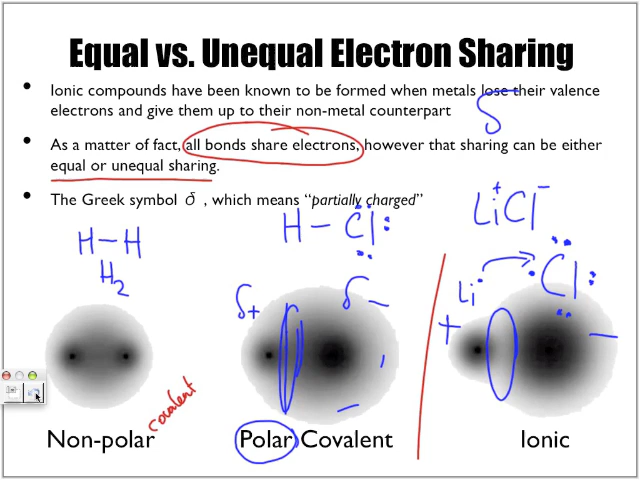 Equal vs. Unequal Electron Sharing
• Ionic compounds have been known to be formed when metals lose their valence
electrons and give them up to their non-metal counterpart
δ
• As a matter of fact, all bonds share electrons, however that sharing can be either
equal or unequal sharing.
• The Greek symbol δ , which means “partially charged”
H – H
H₂
H – Cl
Li⁺Cl⁻
δ+
δ–
Li
Cl
+
–
–
covalent
Non-polar
Polar Covalent
Ionic